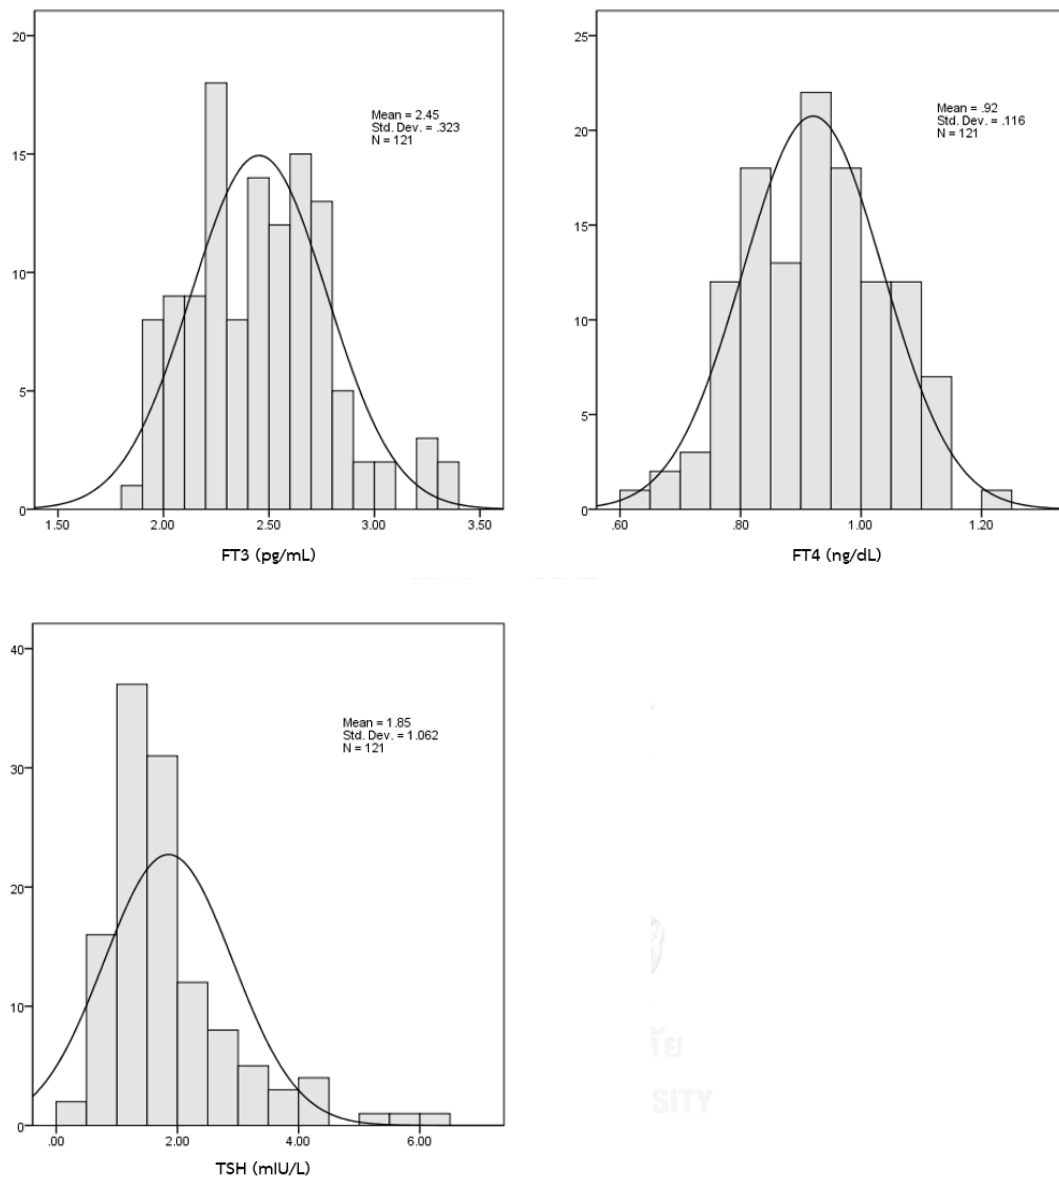 20
15
10
5
0
1.50 2.00 2.50 3.00 3.50
FT3 (pg/mL)
Mean = 2.45
Std. Dev. = .323
N = 121
25
20
15
10
5
0
.60 .80 1.00 1.20
FT4 (ng/dL)
Mean = .92
Std. Dev. = .116
N = 121
40
30
20
10
0
.00 2.00 4.00 6.00
TSH (mIU/L)
Mean = 1.85
Std. Dev. = 1.062
N = 121
SITY